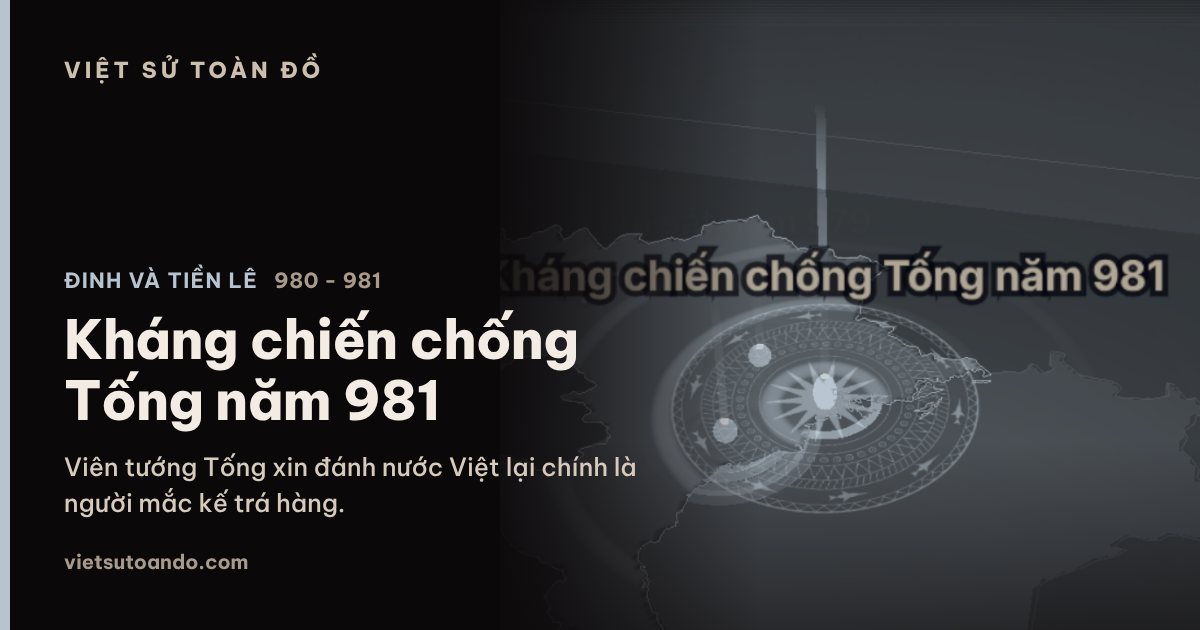 VIỆT SỬ TOÀN ĐỒ
Kháng chiến chống Tống năm 981
ĐINH VÀ TIỀN LÊ 980 - 981
Kháng chiến chống
Tống năm 981
Viên tướng Tống xin đánh nước Việt lại chính là
người mắc kế trá hàng.
vietsutoando.com